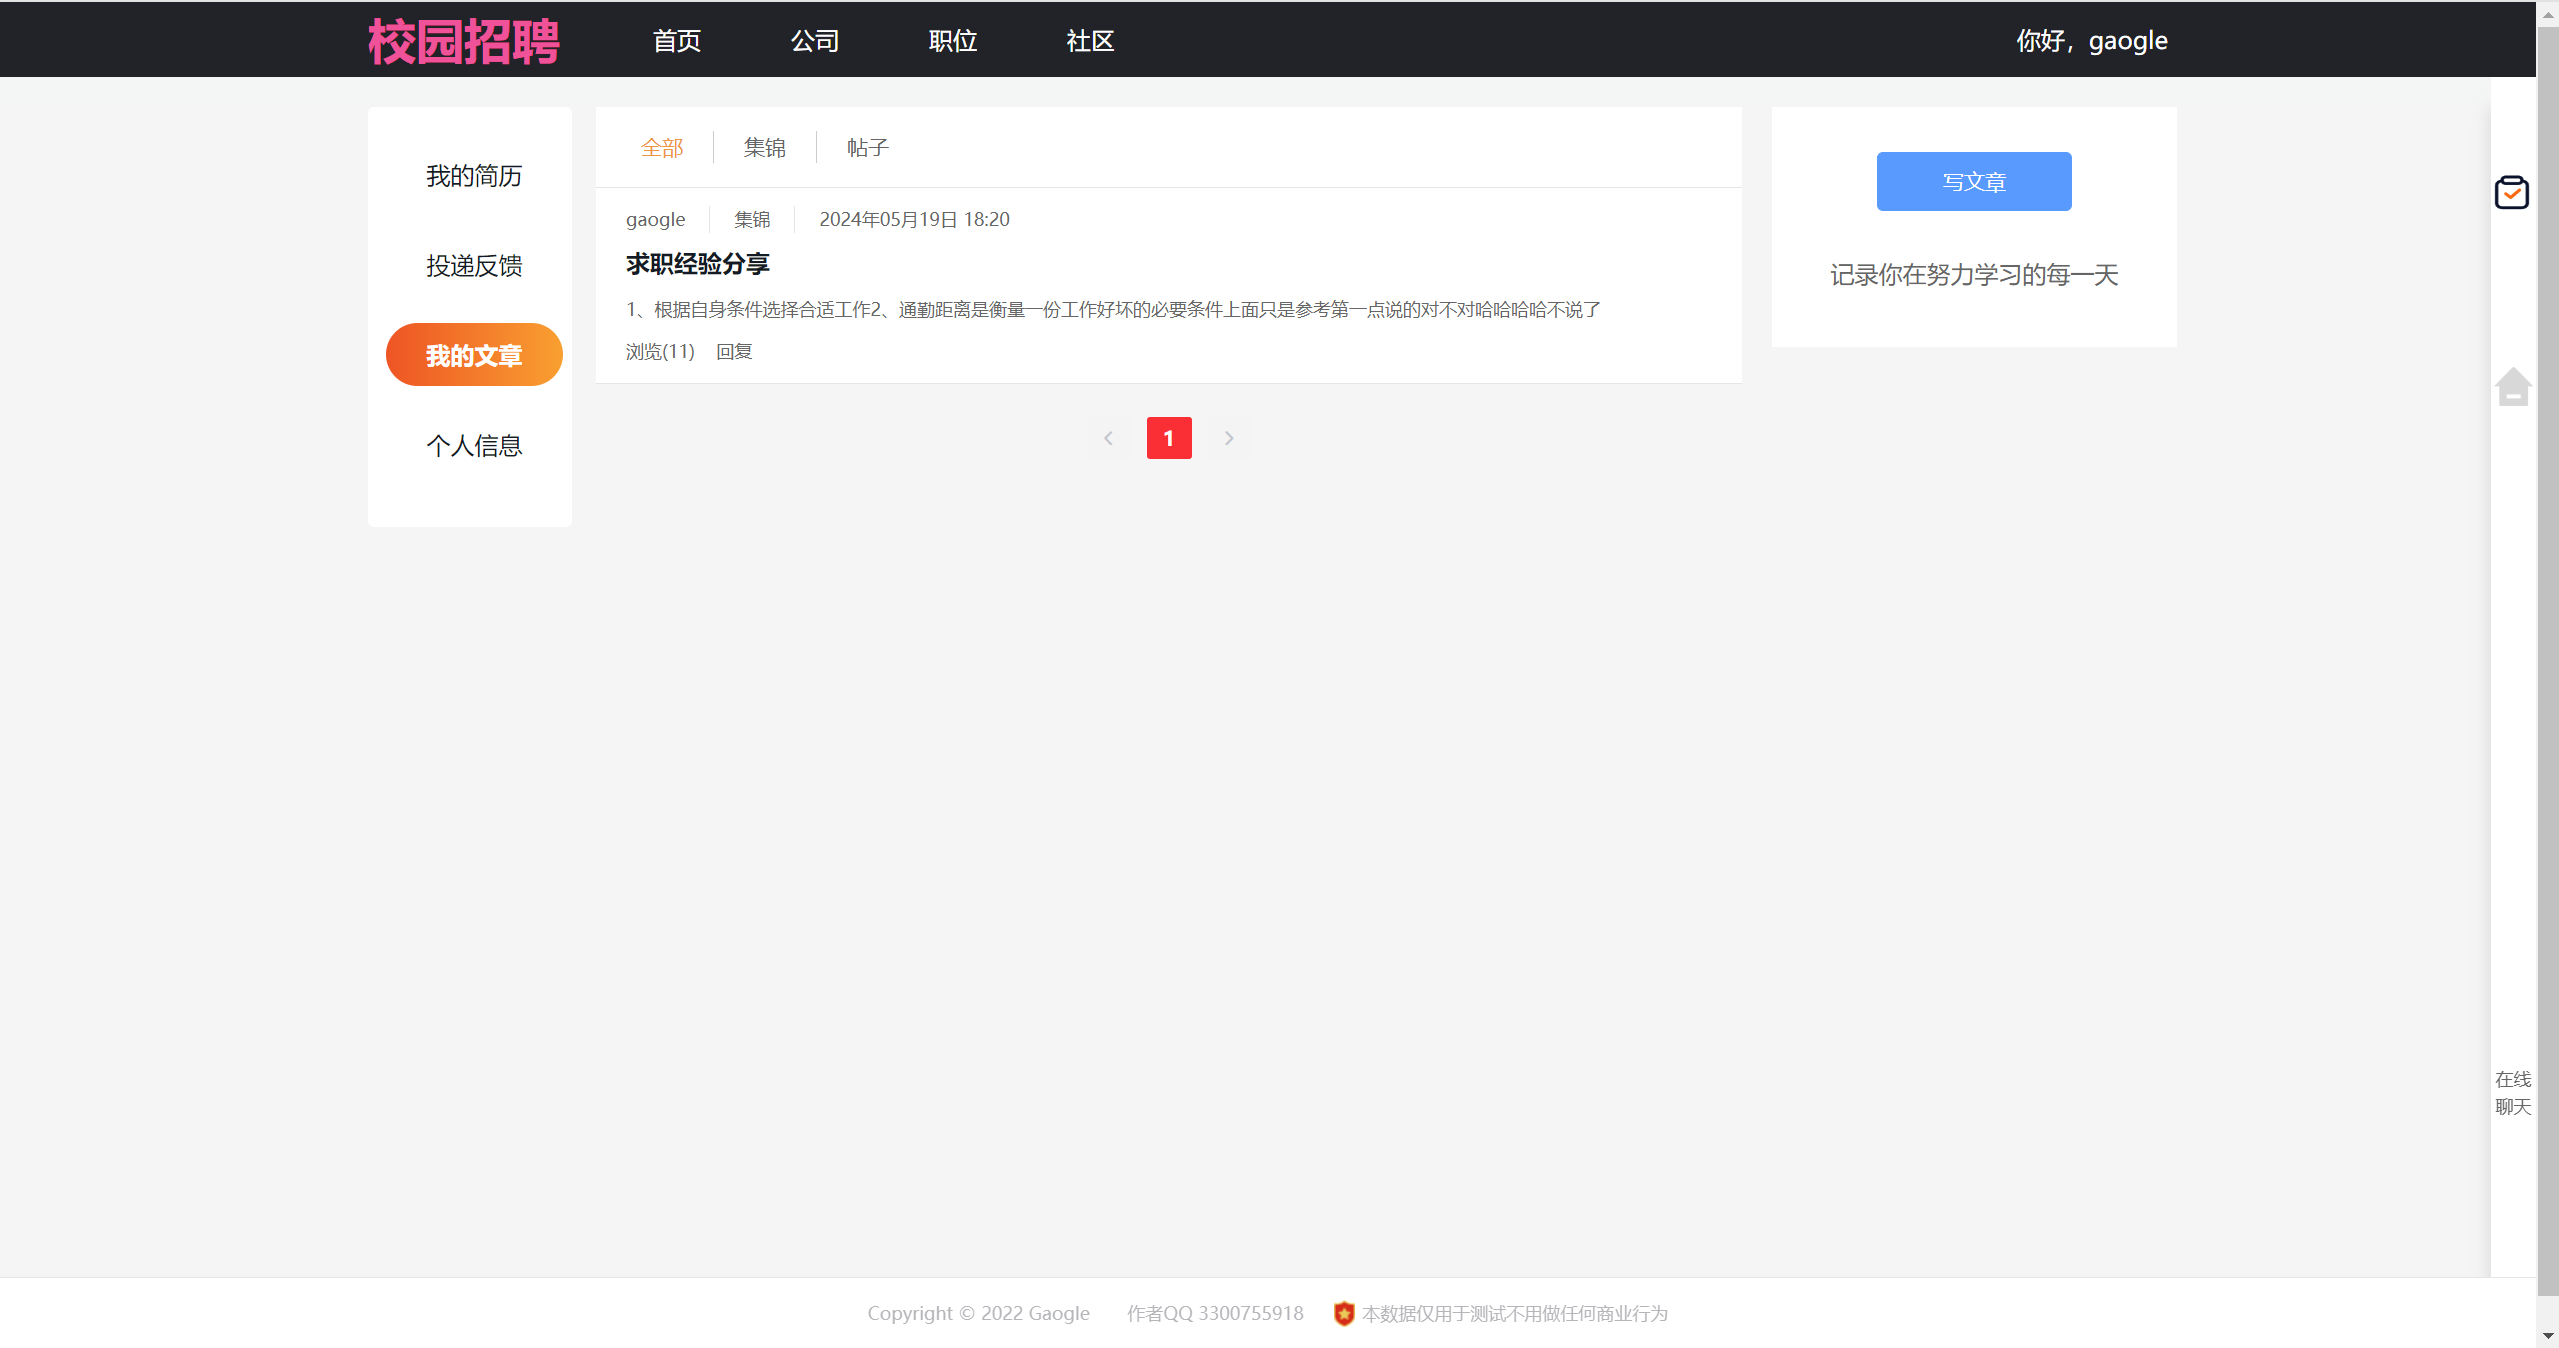 校园招聘 首页 公司 职位 社区 你好，gaogle
我的简历
投递反馈
我的文章
个人信息
全部 集锦 帖子
gaogle 集锦 2024年05月19日 18:20
求职经验分享
1、根据自身条件选择合适工作2、通勤距离是衡量一份工作好坏的必要条件上面只是参考第一点说的对不对哈哈哈哈不说了
浏览(11) 回复
1
写文章
记录你在努力学习的每一天
在线
聊天
Copyright © 2022 Gaogle 作者QQ 3300755918 本数据仅用于测试不用做任何商业行为